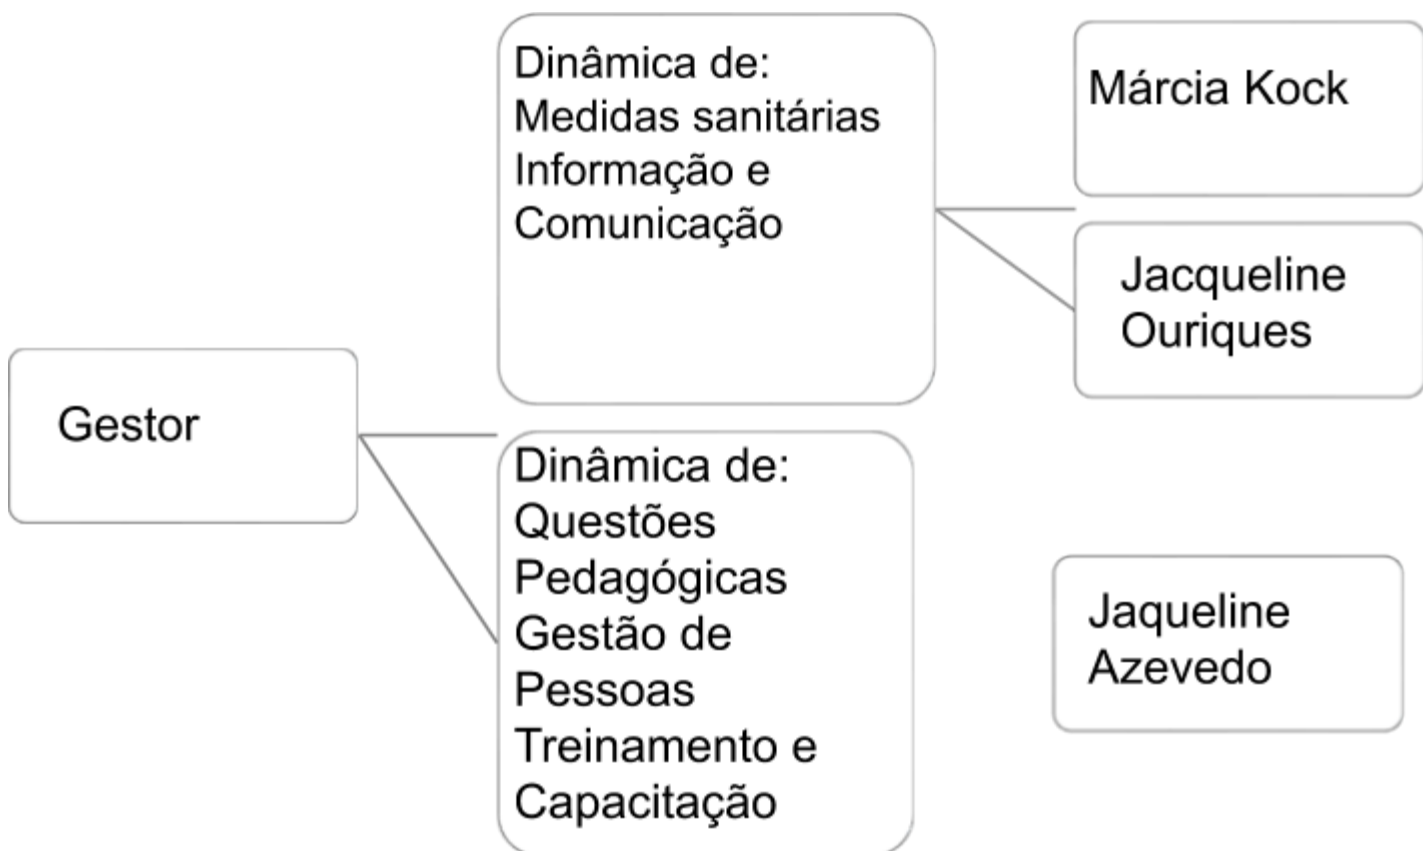 Dinâmica de:
Medidas sanitárias
Informação e
Comunicação
Márcia Kock
Jacqueline
Ouriques
Gestor
Dinâmica de:
Questões
Pedagógicas
Gestão de
Pessoas
Treinamento e
Capacitação
Jaqueline
Azevedo